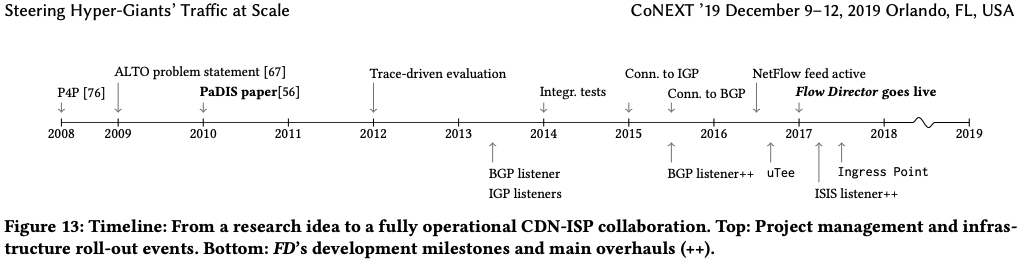 Steering Hyper-Giants’ Traffic at Scale
CoNEXT ’19 December 9–12, 2019 Orlando, FL, USA
ALTO problem statement [67]
Trace-driven evaluation
Conn. to IGP
NetFlow feed active
P4P [76]
PaDIS paper[56]
Integr. tests
Conn. to BGP
Flow Director goes live
2008 2009 2010 2011 2012 2013 2014 2015 2016 2017 2018 2019
BGP listener
BGP listener++
uTee
Ingress Point
IGP listeners
ISIS listener++
Figure 13: Timeline: From a research idea to a fully operational CDN-ISP collaboration. Top: Project management and infras-
tructure roll-out events. Bottom: FD’s development milestones and main overhauls (++).